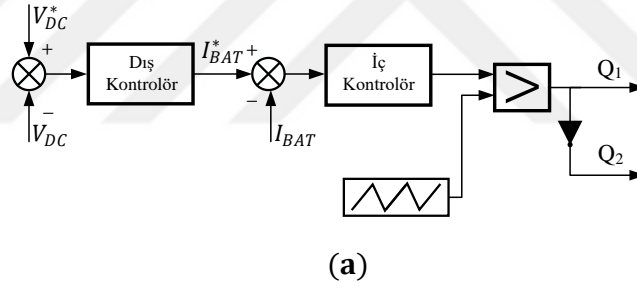 V*DC
+
Dış
Kontrolör
I*BAT
+
İç
Kontrolör
>
Q1
−
VDC
−
IBAT
Q2
(a)